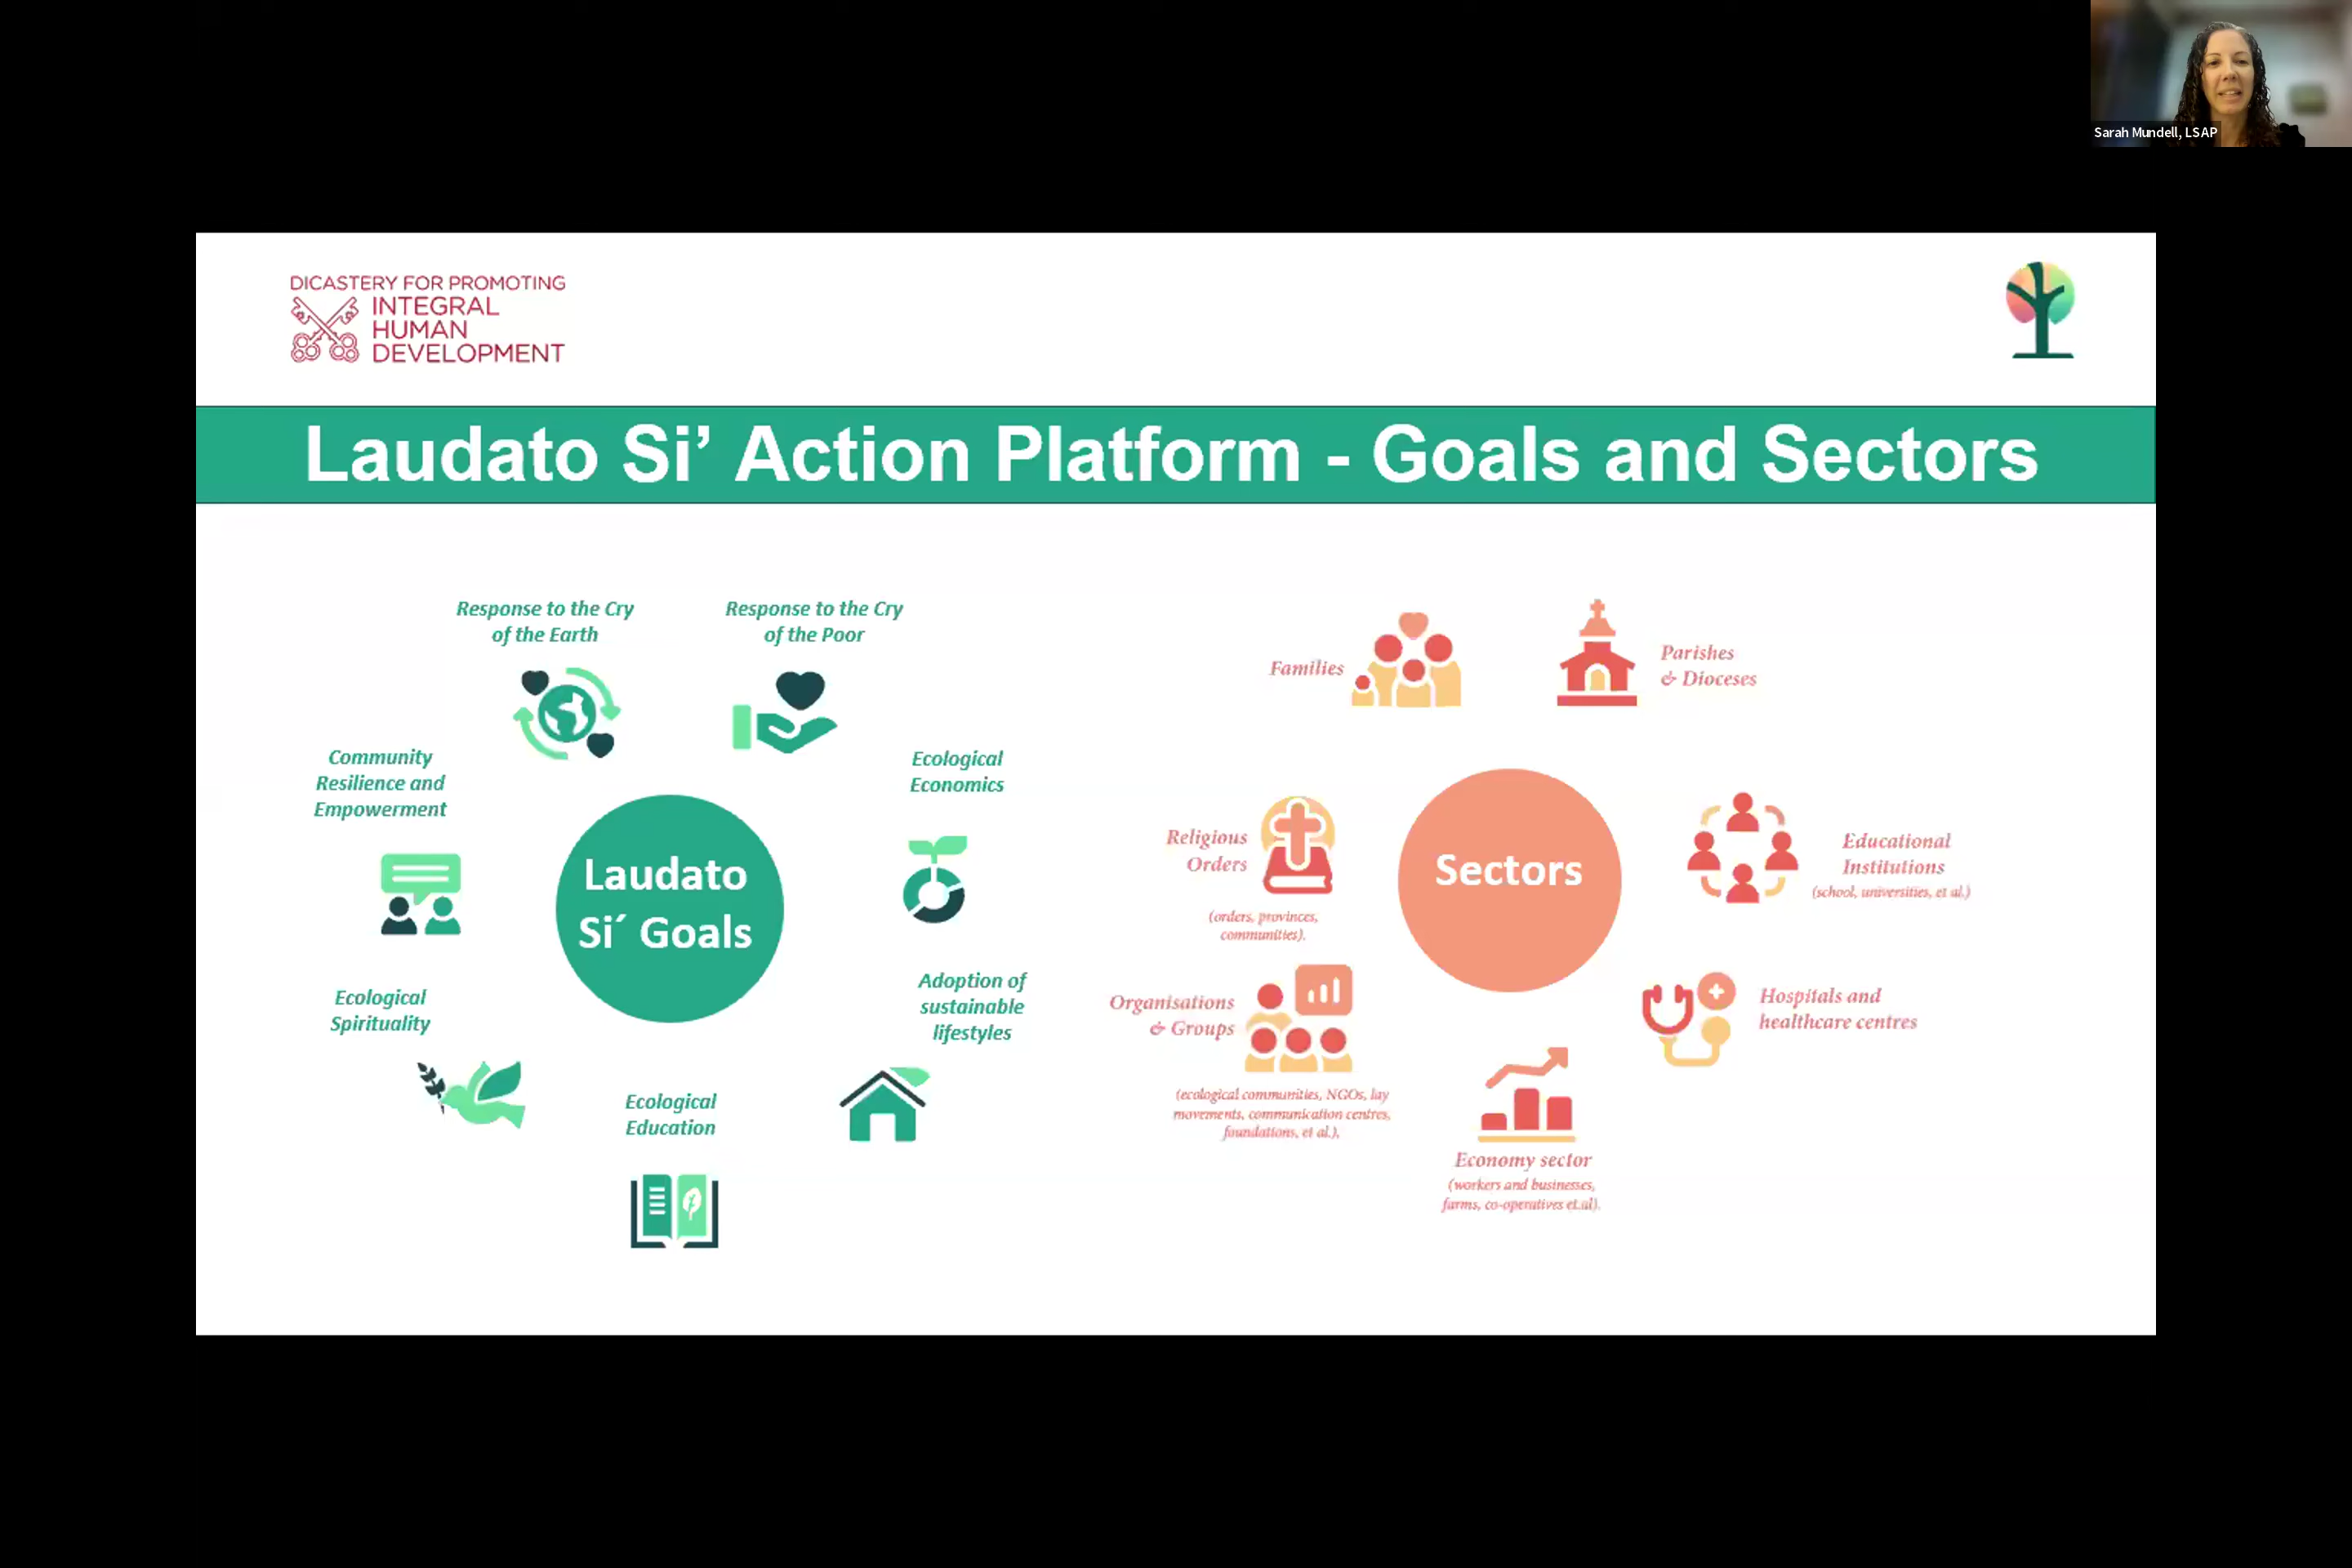 Sarah Mundell, LSAP
DICASTERY FOR PROMOTING
INTEGRAL
HUMAN
DEVELOPMENT
Laudato Si’ Action Platform - Goals and Sectors
Response to the Cry
of the Earth
Response to the Cry
of the Poor
Community
Resilience and
Empowerment
Ecological
Economics
Laudato
Si´ Goals
Ecological
Spirituality
Adoption of
sustainable
lifestyles
Ecological
Education
Families
Parishes
& Dioceses
Religious
Orders
(orders, provinces,
communities).
Sectors
Educational
Institutions
(school, universities, et al.)
Organisations
& Groups
(ecological communities, NGOs, lay
movements, communication centres,
foundations, et al.),
Hospitals and
healthcare centres
Economy sector
(workers and businesses,
farms, co-operatives et.al).